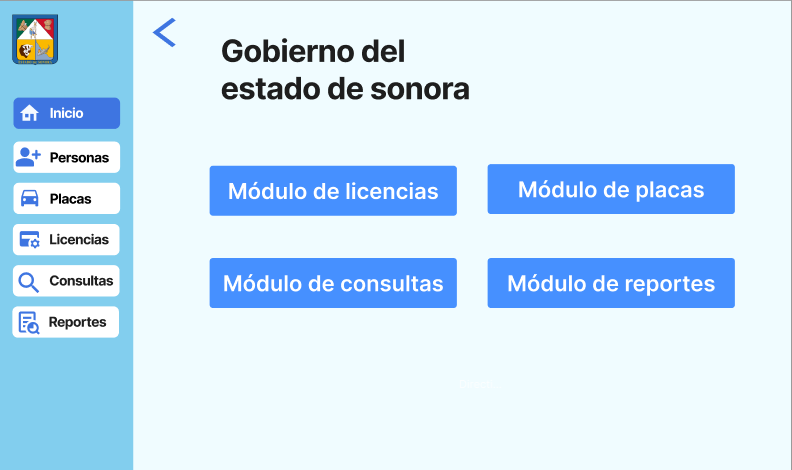 Gobierno del
estado de sonora
Inicio
Personas
Placas
Licencias
Consultas
Reportes
Módulo de licencias
Módulo de placas
Módulo de consultas
Módulo de reportes